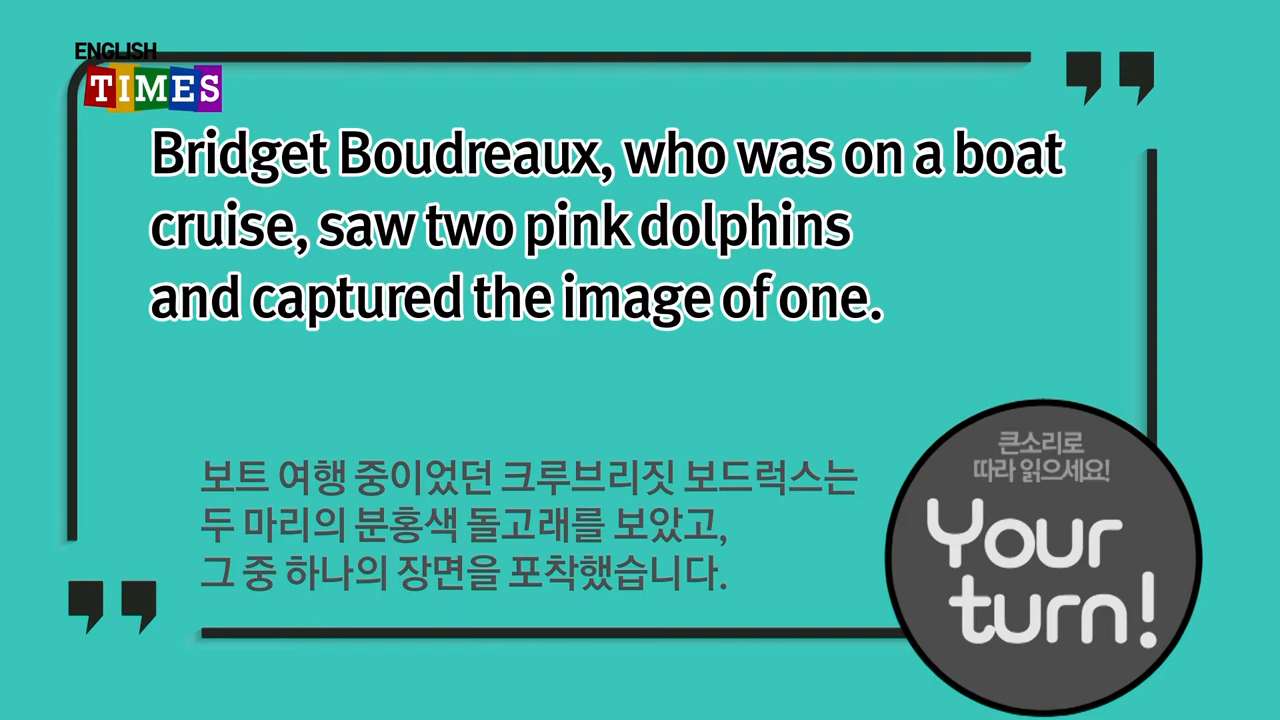 ENGLISH
TIMES
Bridget Boudreaux, who was on a boat
cruise, saw two pink dolphins
and captured the image of one.
보트 여행 중이었던 크루브리짓 보드럭스는
두 마리의 분홍색 돌고래를 보았고,
그 중 하나의 장면을 포착했습니다.
큰소리로
따라 읽으세요!
Your
turn!